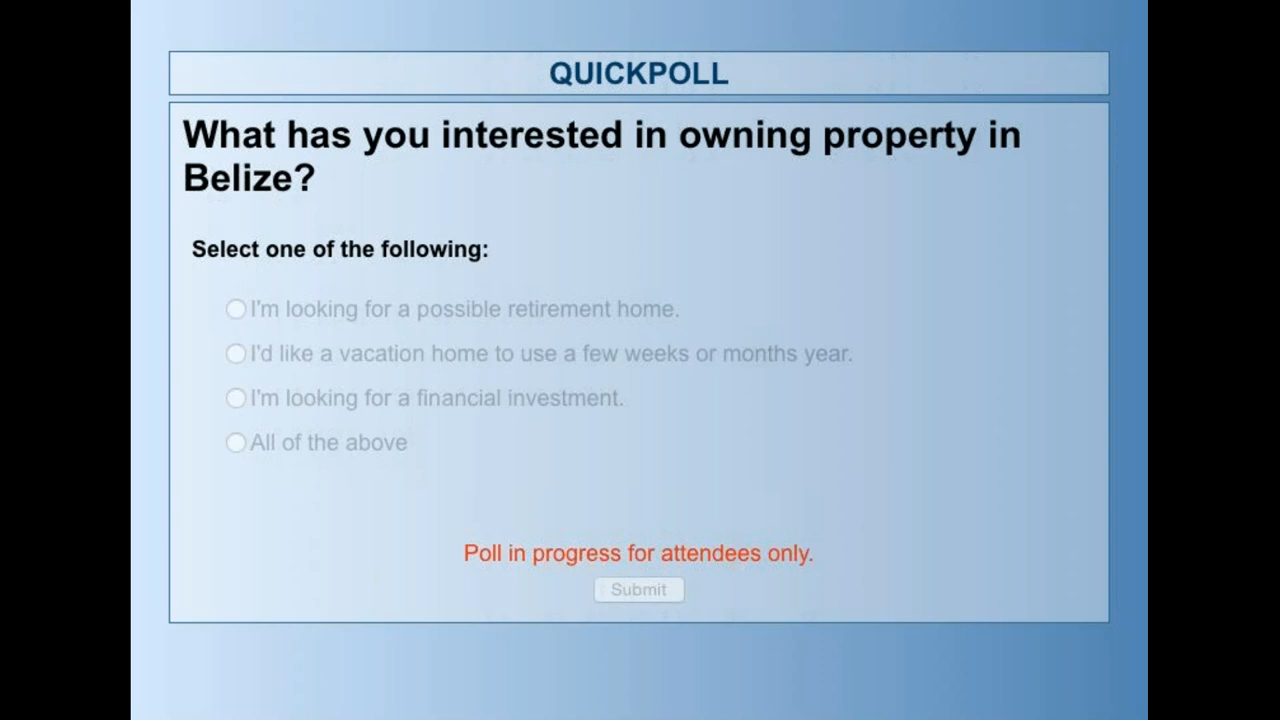 QUICKPOLL
What has you interested in owning property in
Belize?
Select one of the following:
I'm looking for a possible retirement home.
I'd like a vacation home to use a few weeks or months year.
I'm looking for a financial investment.
All of the above
Poll in progress for attendees only.
Submit